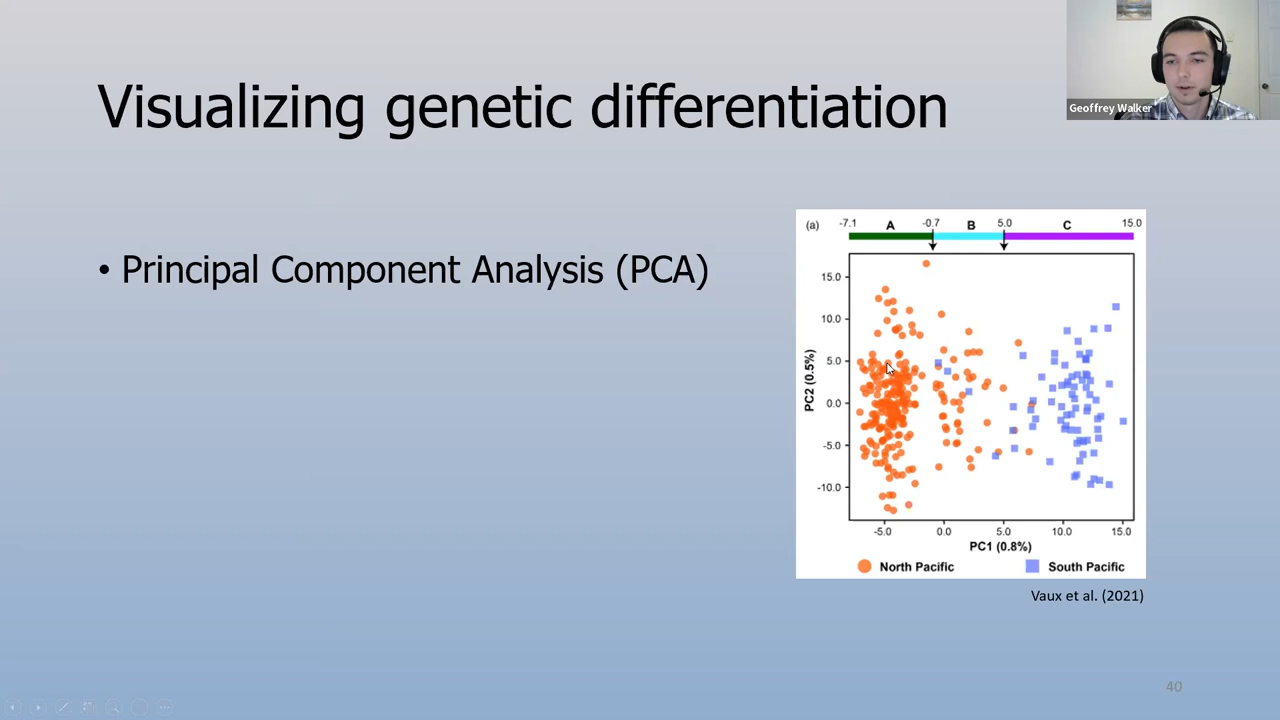 Visualizing genetic differentiation
Geoffrey Walker
• Principal Component Analysis (PCA)
(a)
-7.1 A -0.7 B 5.0 C 15.0
15.0
10.0
5.0
0.0
-5.0
-10.0
PC2 (0.5%)
-5.0 0.0 5.0 10.0 15.0
PC1 (0.8%)
North Pacific South Pacific
Vaux et al. (2021)
40